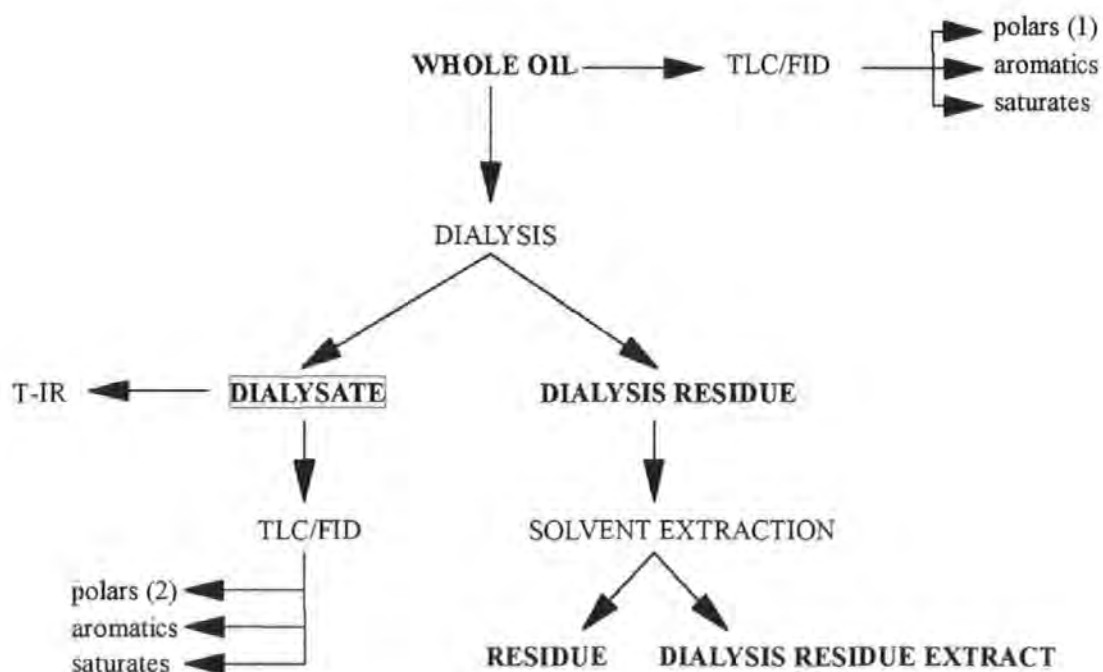 polars (1)
WHOLE OIL TLC/FID aromatics
saturates
DIALYSIS
T-IR DIALYSATE DIALYSIS RESIDUE
TLC/FID SOLVENT EXTRACTION
polars (2)
aromatics
saturates RESIDUE DIALYSIS RESIDUE EXTRACT